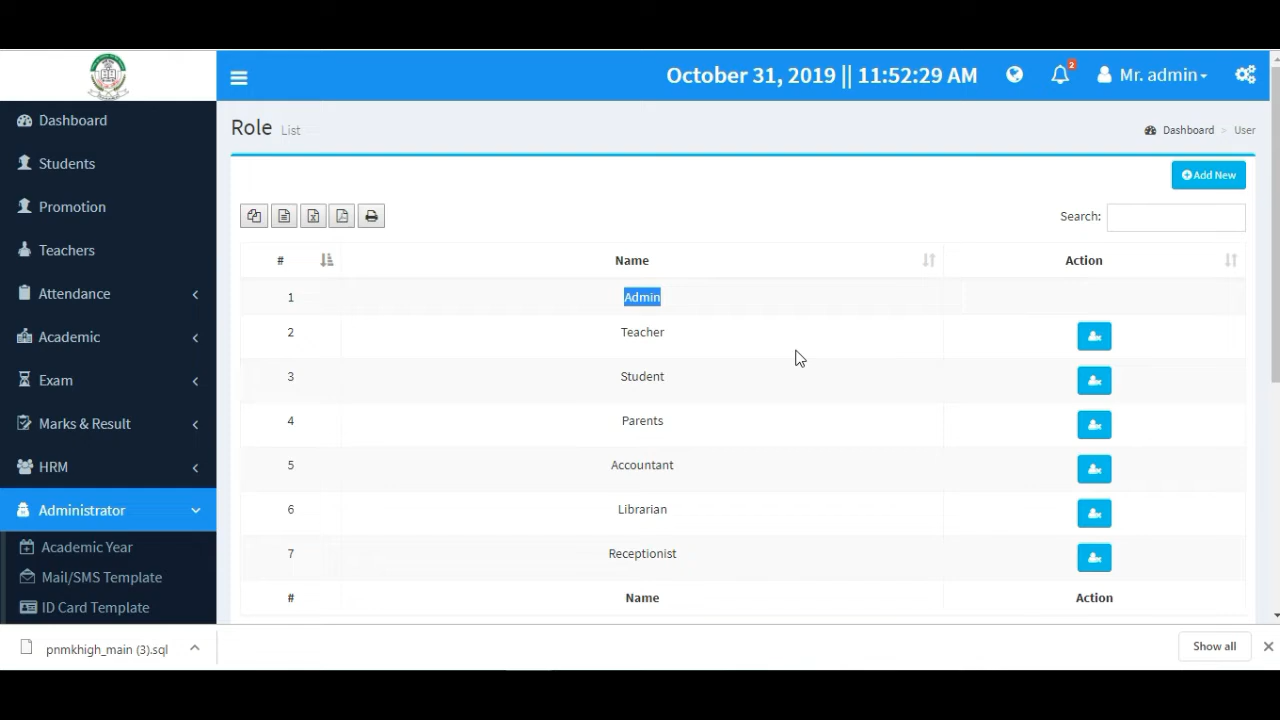 October 31, 2019 || 11:52:29 AM
2
Mr. admin
Dashboard
Students
Promotion
Teachers
Attendance
Academic
Exam
Marks & Result
HRM
Administrator
Academic Year
Mail/SMS Template
ID Card Template
Role List
Dashboard > User
Add New
Search:
# Name Action
1 Admin
2 Teacher
3 Student
4 Parents
5 Accountant
6 Librarian
7 Receptionist
# Name Action
pnmkhigh_main (3).sql
Show all